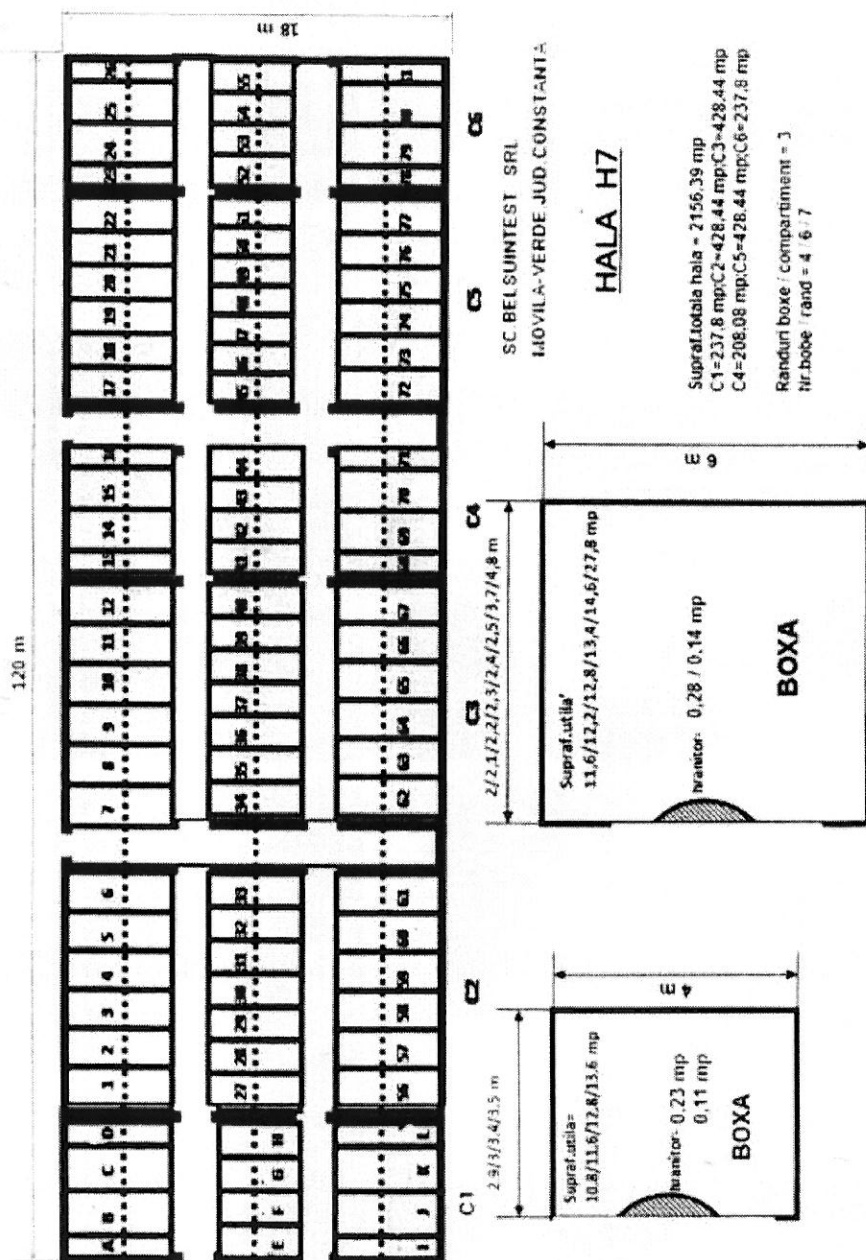 120 m
18 m
A B C D 1 2 3 4 5 6 7 8 9 10 11 12 13 14 15 16 17 18 19 20 21 22 23 24 25 26
E F G H 27 28 29 30 31 32 33 34 35 36 37 38 39 40 41 42 43 44 45 46 47 48 49 50 51 52 53 54 55
I J K L 56 57 58 59 60 61 62 63 64 65 66 67 68 69 70 71 72 73 74 75 76 77 78 79 80 81
C1 C2 C3 C4 C5 C6
2.9/3/3.4/3.5 m
Supraf.utila=
10.8/11.6/12.8/13.6 mp
hranitor- 0,23 mp
0,11 mp
BOXA
4 m
2/2,1/2,2/2,3/2,4/2,5/3,7/4,8 m
Supraf.utila'
11,6/12,2/12,8/13,4/14,6/27,8 mp
hranitor- 0,28 / 0,14 mp
BOXA
6 m
SC.BELSUINTEST SRL
MOVILA-VERDE JUD.CONSTANTA
HALA H7
Supraf.totala hala = 2156.39 mp
C1=237.8 mp;C2=428.44 mp;C3=428.44 mp
C4=208.08 mp;C5=428.44 mp;C6=237.8 mp
Randuri boxe / compartiment = 3
Nr.bobe / rand = 4 / 6 / 7